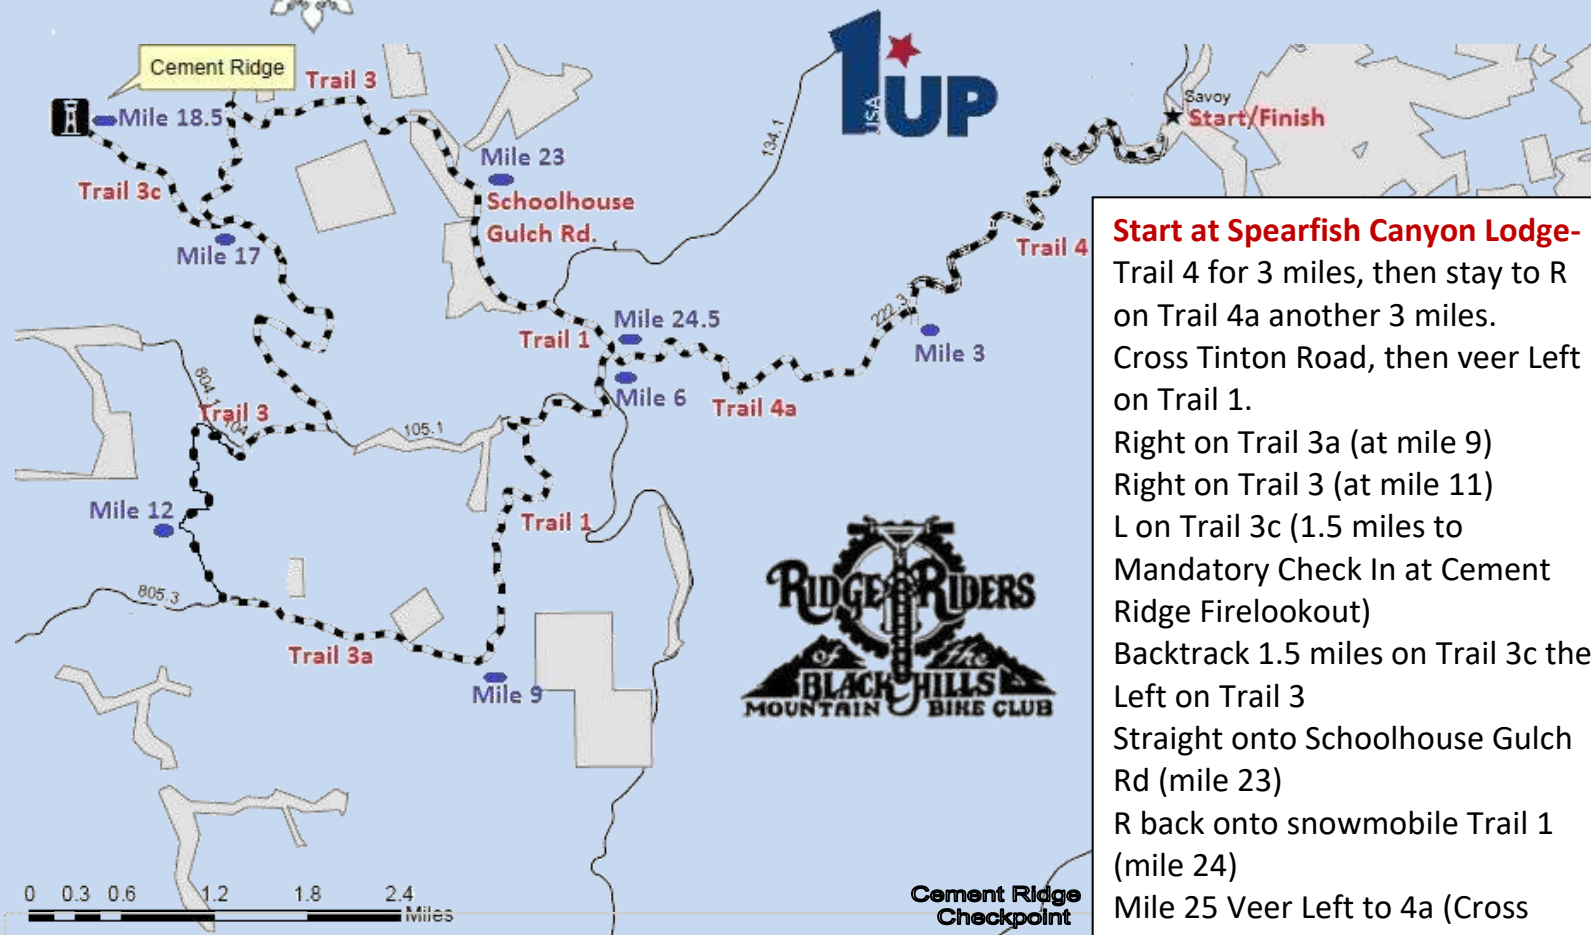 Cement Ridge
Trail 3
Mile 18.5
Trail 3c
Mile 17
Mile 23
Schoolhouse
Gulch Rd.
1UP
USA
134.1
Savoy
Start/Finish
Trail 4
222.3
Mile 3
Trail 1
Mile 24.5
Mile 6
Trail 4a
804.1
Trail 3
104.1
105.1
Mile 12
Trail 1
805.3
Trail 3a
Mile 9
RIDGE RIDERS
of the
BLACK HILLS
MOUNTAIN BIKE CLUB
0 0.3 0.6 1.2 1.8 2.4
Miles
Cement Ridge
Checkpoint
Start at Spearfish Canyon Lodge-
Trail 4 for 3 miles, then stay to R
on Trail 4a another 3 miles.
Cross Tinton Road, then veer Left
on Trail 1.
Right on Trail 3a (at mile 9)
Right on Trail 3 (at mile 11)
L on Trail 3c (1.5 miles to
Mandatory Check In at Cement
Ridge Firelookout)
Backtrack 1.5 miles on Trail 3c the
Left on Trail 3
Straight onto Schoolhouse Gulch
Rd (mile 23)
R back onto snowmobile Trail 1
(mile 24)
Mile 25 Veer Left to 4a (Cross